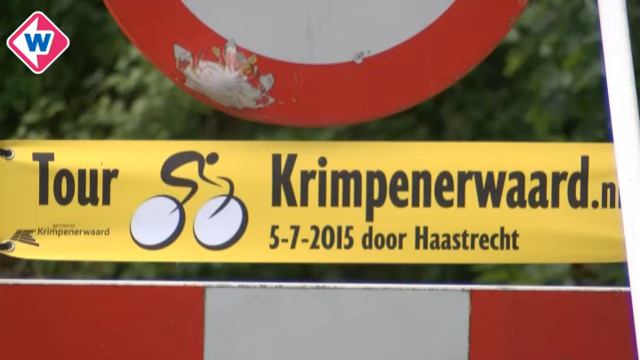 W
Tour
Krimpenerwaard.nl
Krimpenerwaard
5-7-2015 door Haastrecht